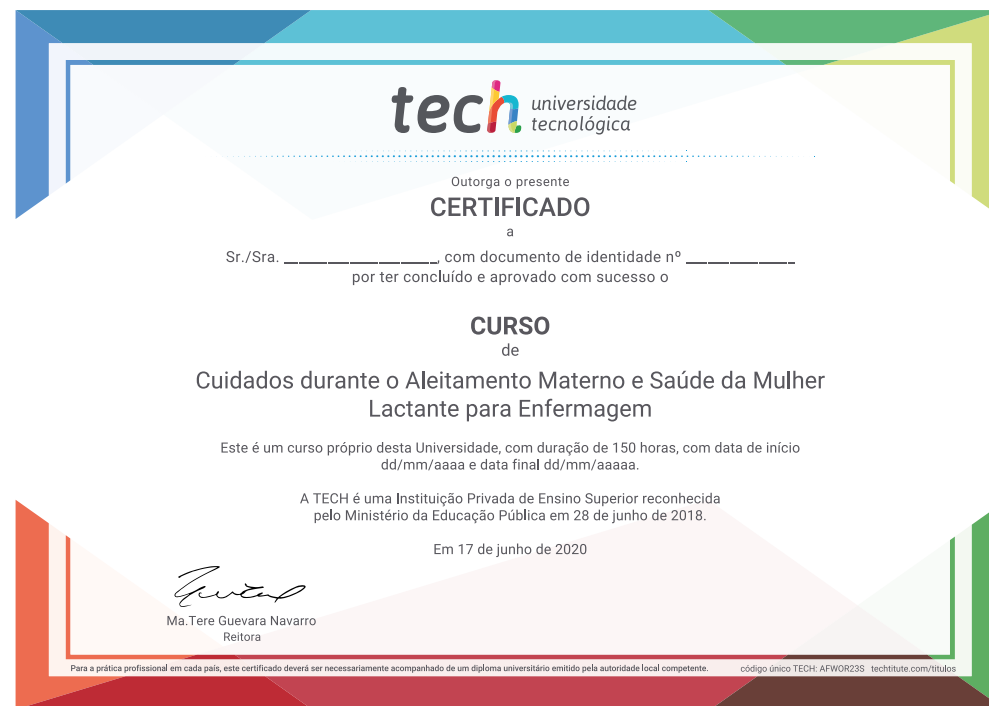 tech universidade
tecnológica
Outorga o presente
CERTIFICADO
a
Sr./Sra. ____________________, com documento de identidade nº ______________
por ter concluído e aprovado com sucesso o
CURSO
de
Cuidados durante o Aleitamento Materno e Saúde da Mulher
Lactante para Enfermagem
Este é um curso próprio desta Universidade, com duração de 150 horas, com data de início
dd/mm/aaaa e data final dd/mm/aaaaa.
A TECH é uma Instituição Privada de Ensino Superior reconhecida
pelo Ministério da Educação Pública em 28 de junho de 2018.
Em 17 de junho de 2020
Ma.Tere Guevara Navarro
Reitora
Para a prática profissional em cada país, este certificado deverá ser necessariamente acompanhado de um diploma universitário emitido pela autoridade local competente. código único TECH: AFWOR23S techtitute.com/titulos